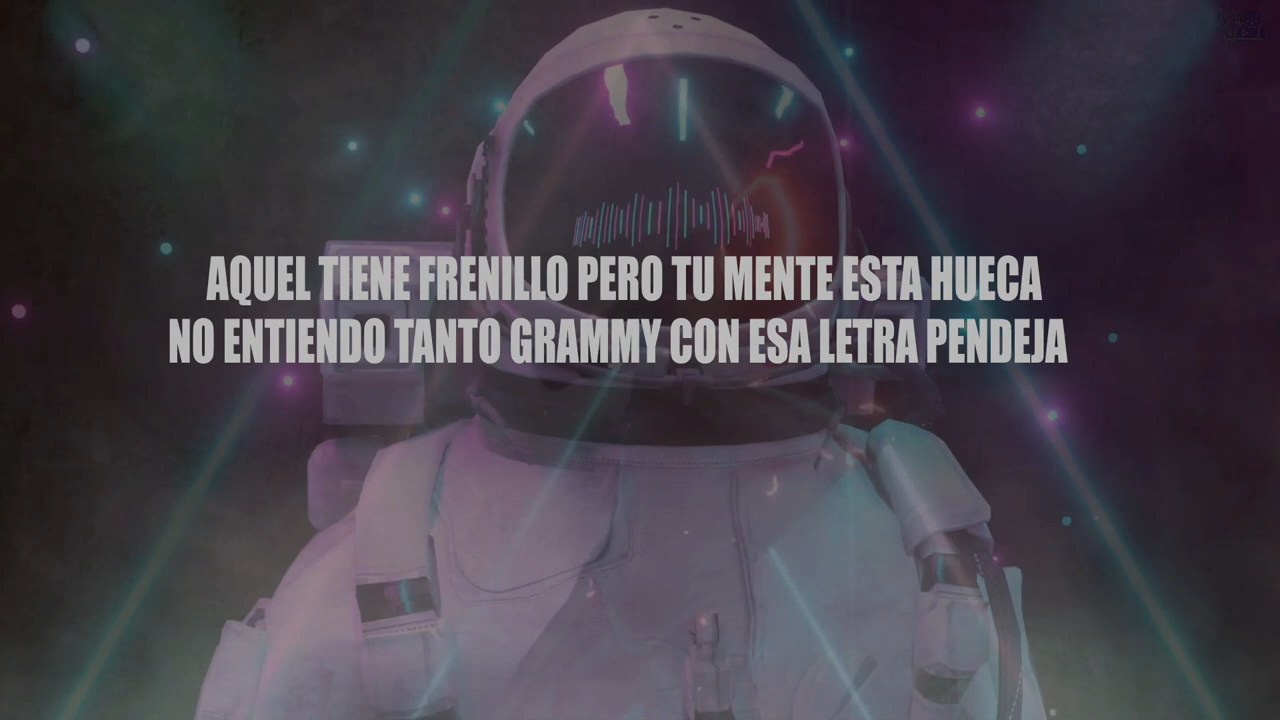 AQUEL TIENE FRENILLO PERO TU MENTE ESTA HUECA
NO ENTIENDO TANTO GRAMMY CON ESA LETRA PENDEJA